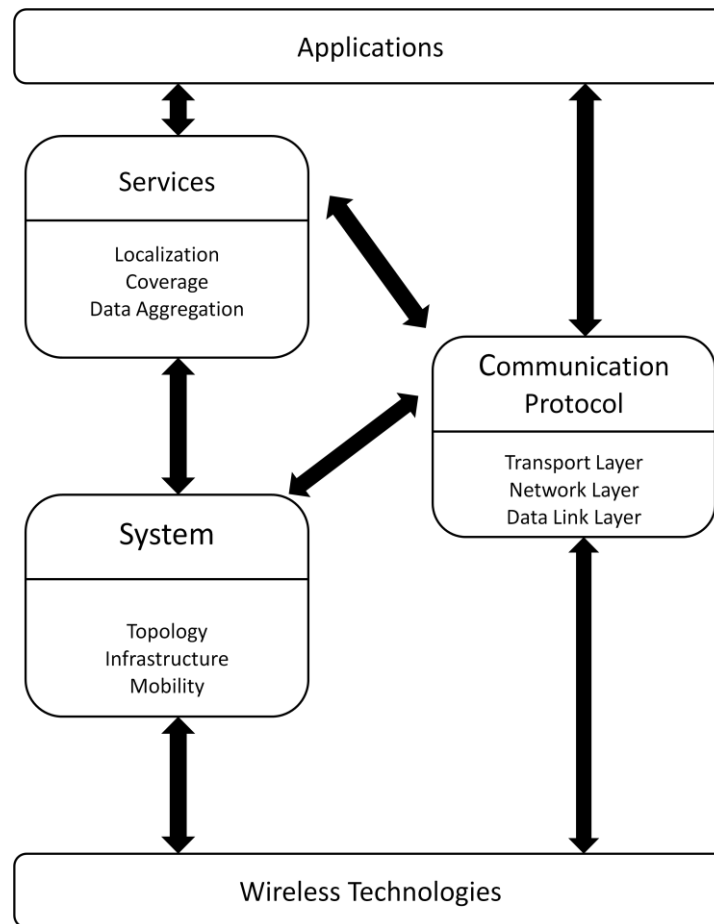 Applications
Services
Localization
Coverage
Data Aggregation
Communication
Protocol
Transport Layer
Network Layer
Data Link Layer
System
Topology
Infrastructure
Mobility
Wireless Technologies